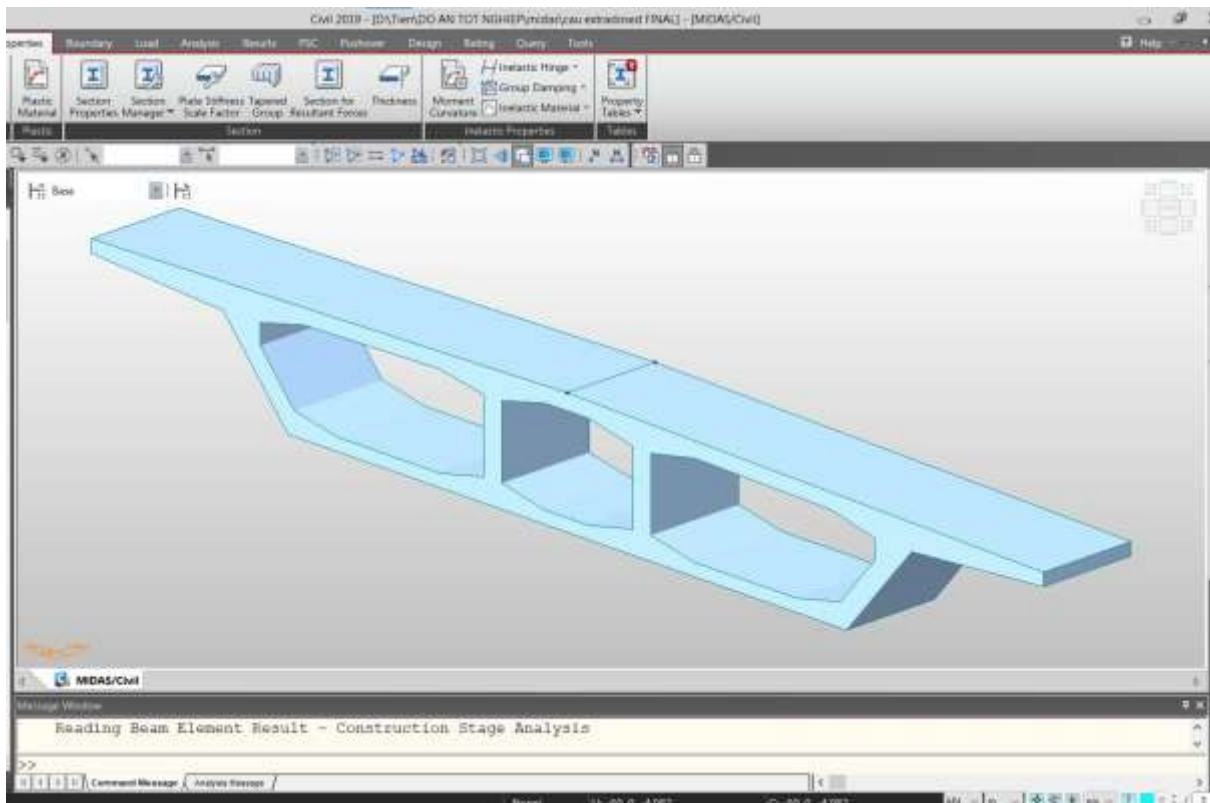 Civil 2019 - [D:\Tien\DO AN TOT NGHIEP\midas\cau extradosed FINAL] - [MIDAS/Civil]
Properties Boundary Load Analysis Results PSC Pushover Design Rating Query Tools Help
Plastic Material
Section Properties
Section Manager
Plate Stiffness Scale Factor
Tapered Group
Section for Resultant Forces
Thickness
Moment Curvature
Inelastic Hinge
Group Damping
Inelastic Material
Property Tables
Plastic Section Inelastic Properties Tables
Base
MIDAS/Civil
Message Window
Reading Beam Element Result - Construction Stage Analysis
>>
Command Message Analysis Message